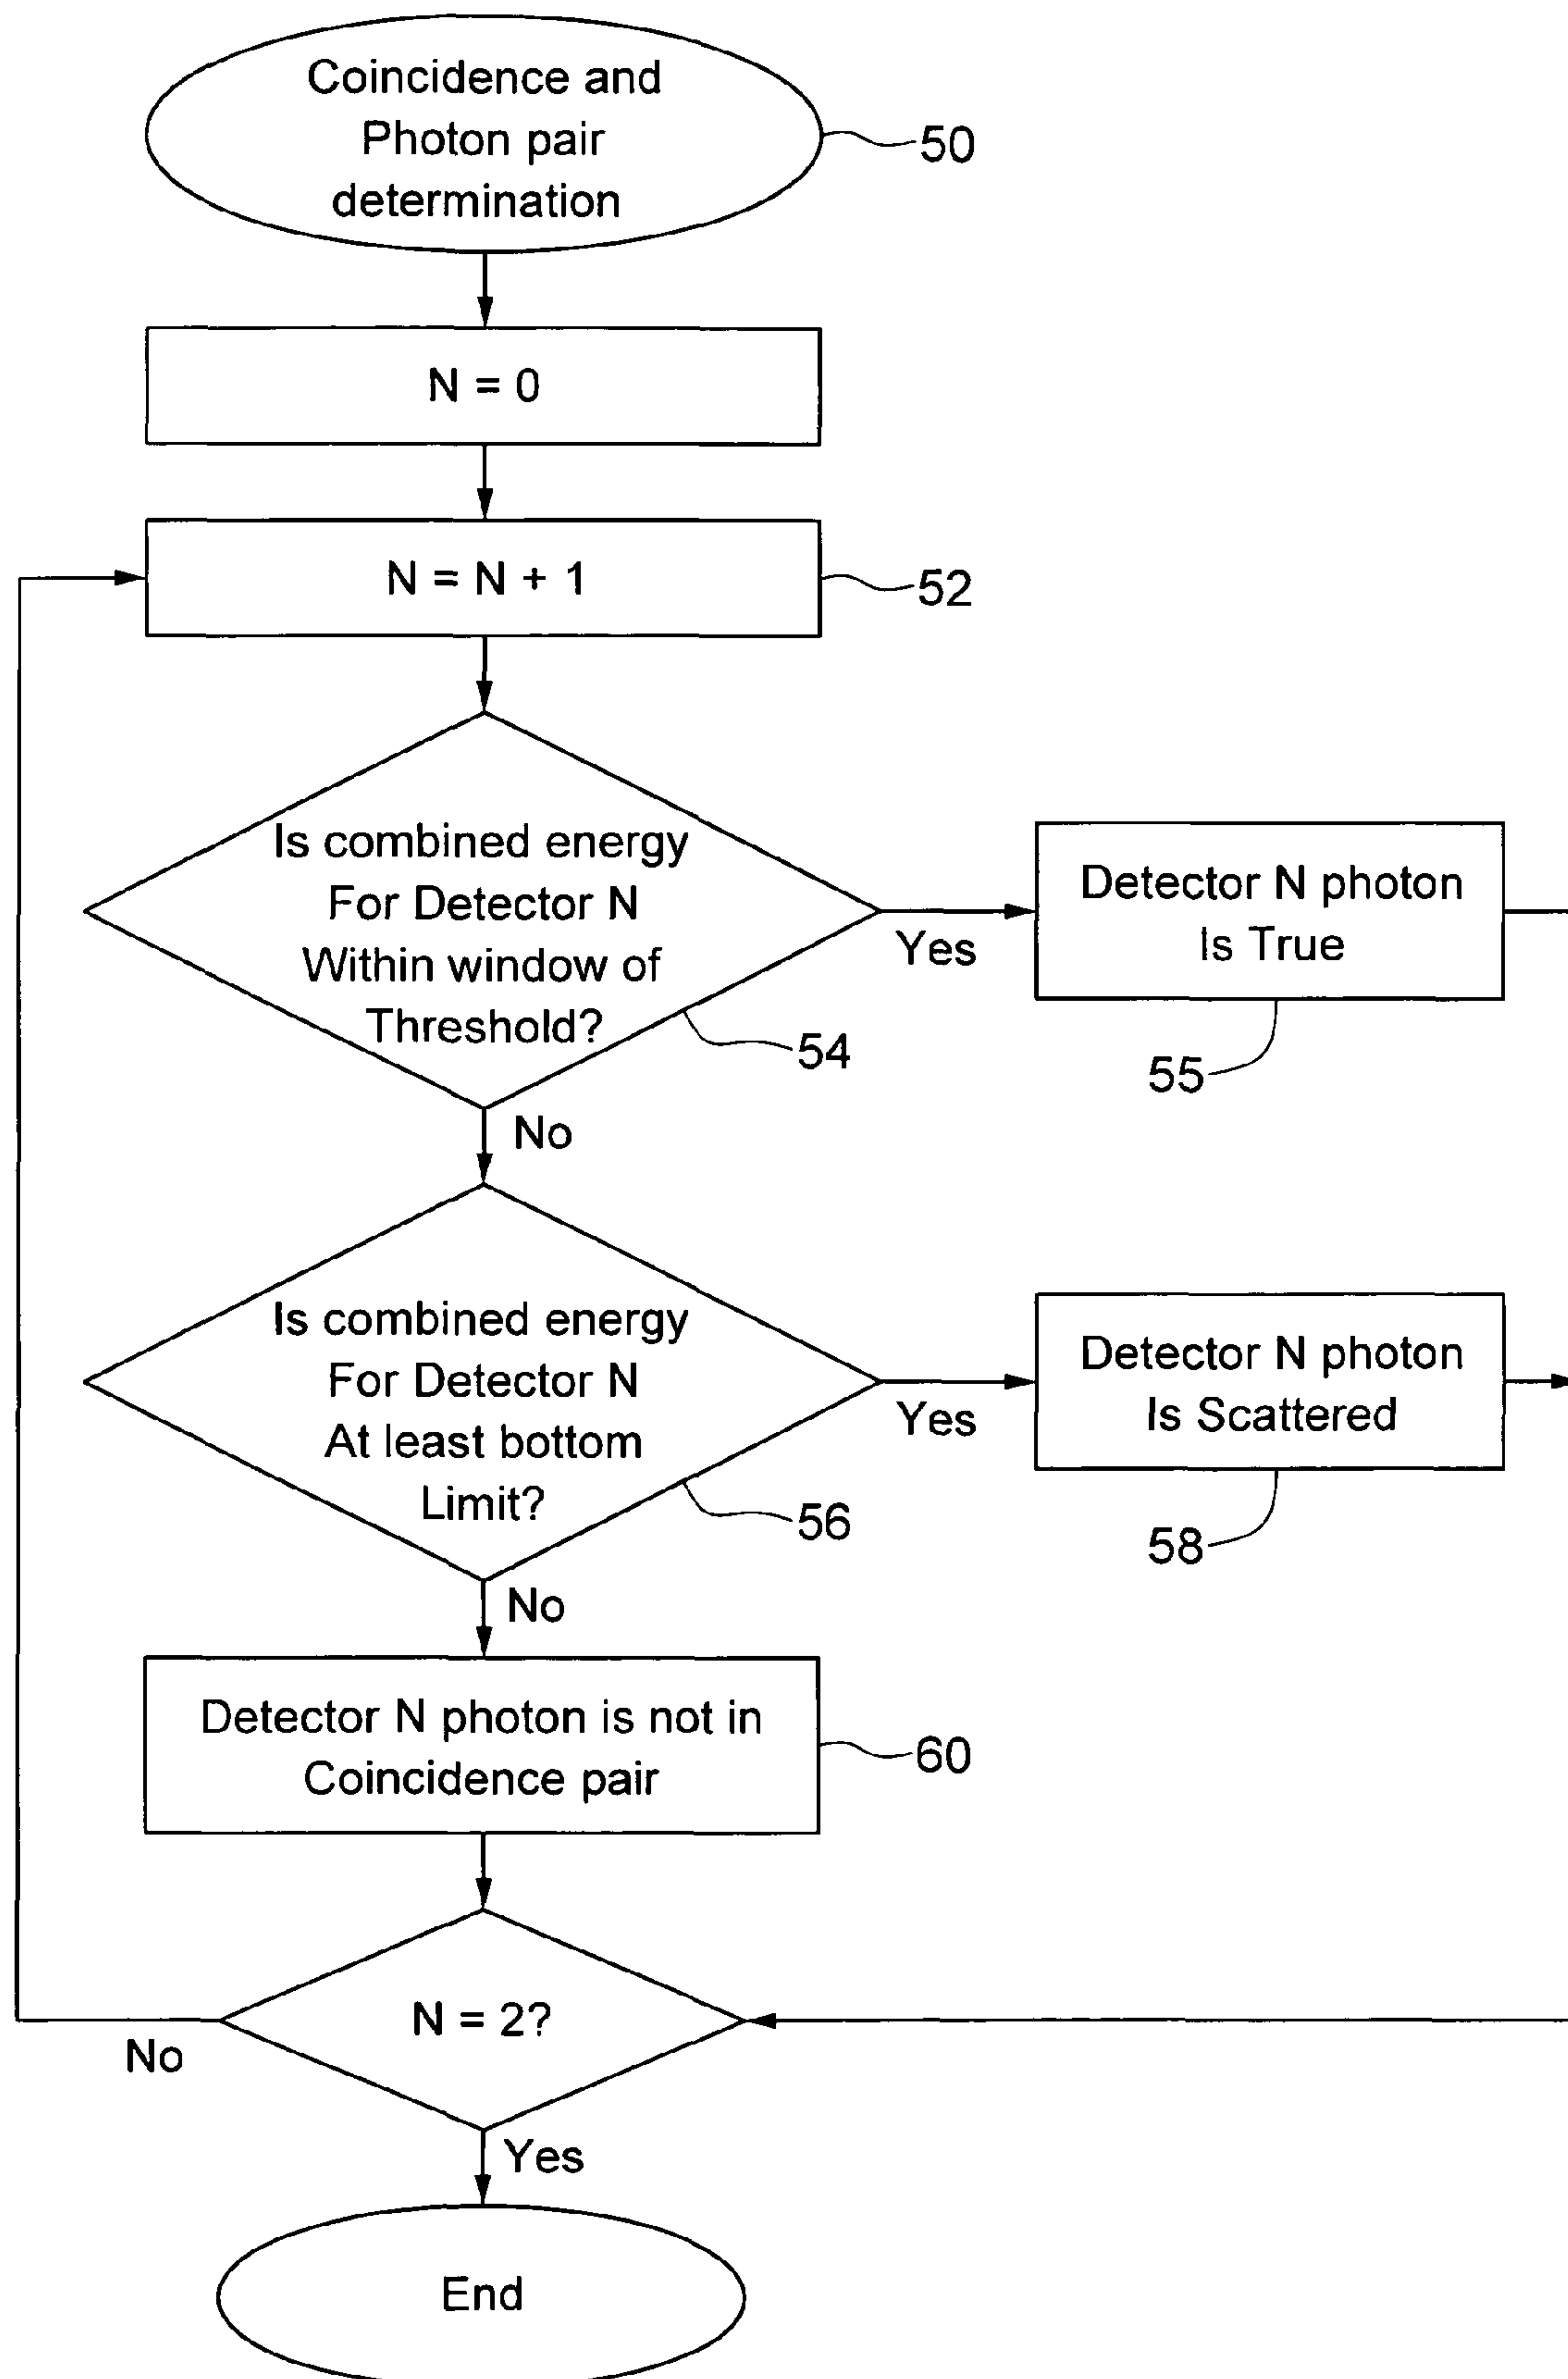 Coincidence and
Photon pair
determination
50
N = 0
N = N + 1
52
Is combined energy
For Detector N
Within window of
Threshold?
54
Yes
Detector N photon
Is True
55
No
Is combined energy
For Detector N
At least bottom
Limit?
56
Yes
Detector N photon
Is Scattered
58
No
Detector N photon is not in
Coincidence pair
60
N = 2?
No
Yes
End